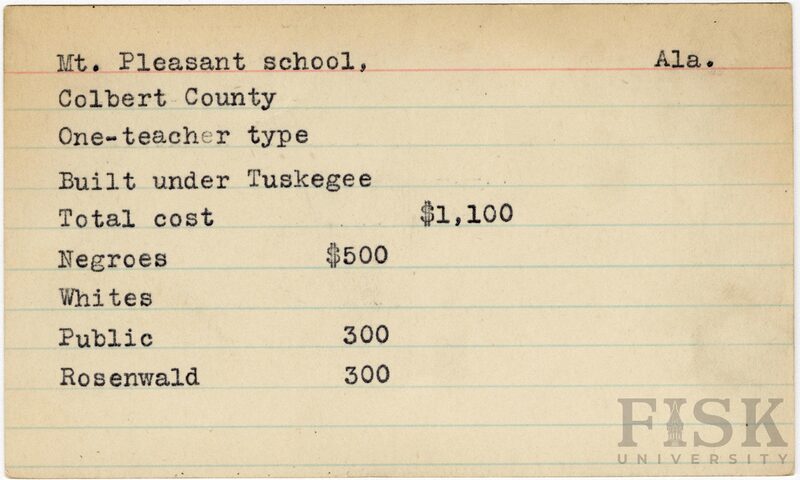 Mt. Pleasant school, Ala.
Colbert County
One-teacher type
Built under Tuskegee
Total cost $1,100
Negroes $500
Whites
Public 300
Rosenwald 300
FISK
UNIVERSITY